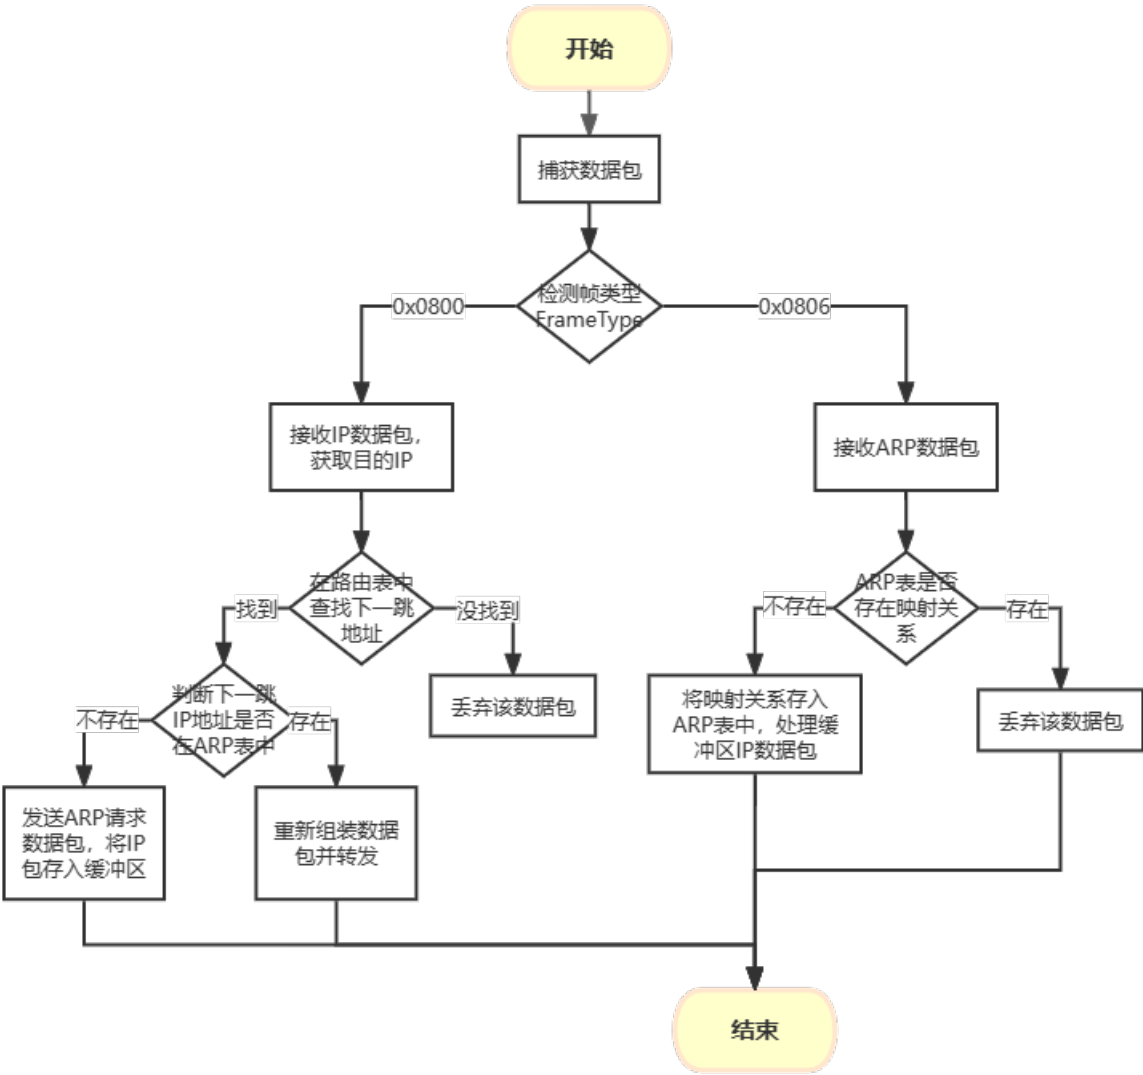 开始
捕获数据包
检测帧类型
FrameType
0x0800
0x0806
接收IP数据包，
获取目的IP
接收ARP数据包
在路由表中
查找下一跳
地址
找到
没找到
ARP表是否
存在映射关
系
不存在
存在
判断下一跳
IP地址是否
在ARP表中
不存在
存在
丢弃该数据包
将映射关系存入
ARP表中，处理缓
冲区IP数据包
丢弃该数据包
发送ARP请求
数据包，将IP
包存入缓冲区
重新组装数据
包并转发
结束